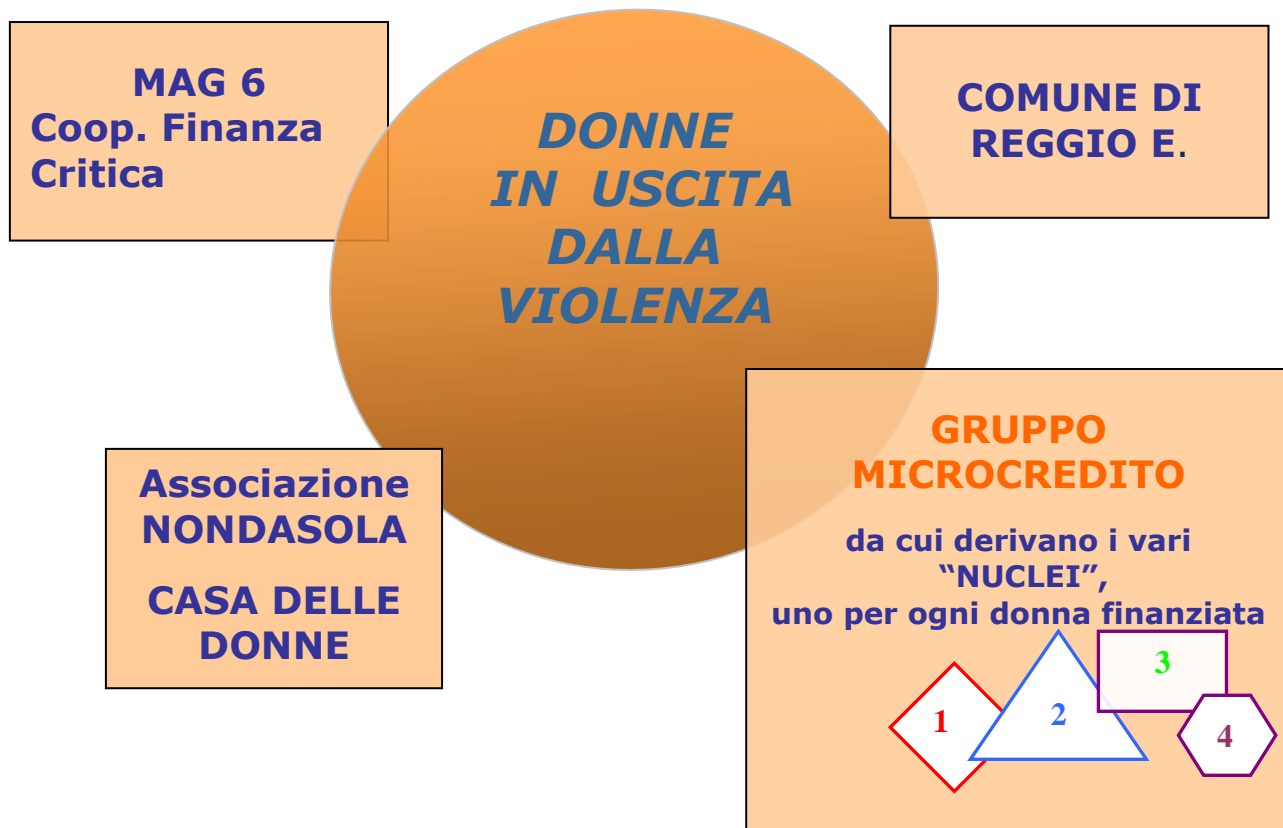 MAG 6
Coop. Finanza
Critica
DONNE
IN USCITA
DALLA
VIOLENZA
COMUNE DI
REGGIO E.
Associazione
NONDASOLA
CASA DELLE
DONNE
GRUPPO
MICROCREDITO
da cui derivano i vari
“NUCLEI”,
uno per ogni donna finanziata
1
2
3
4